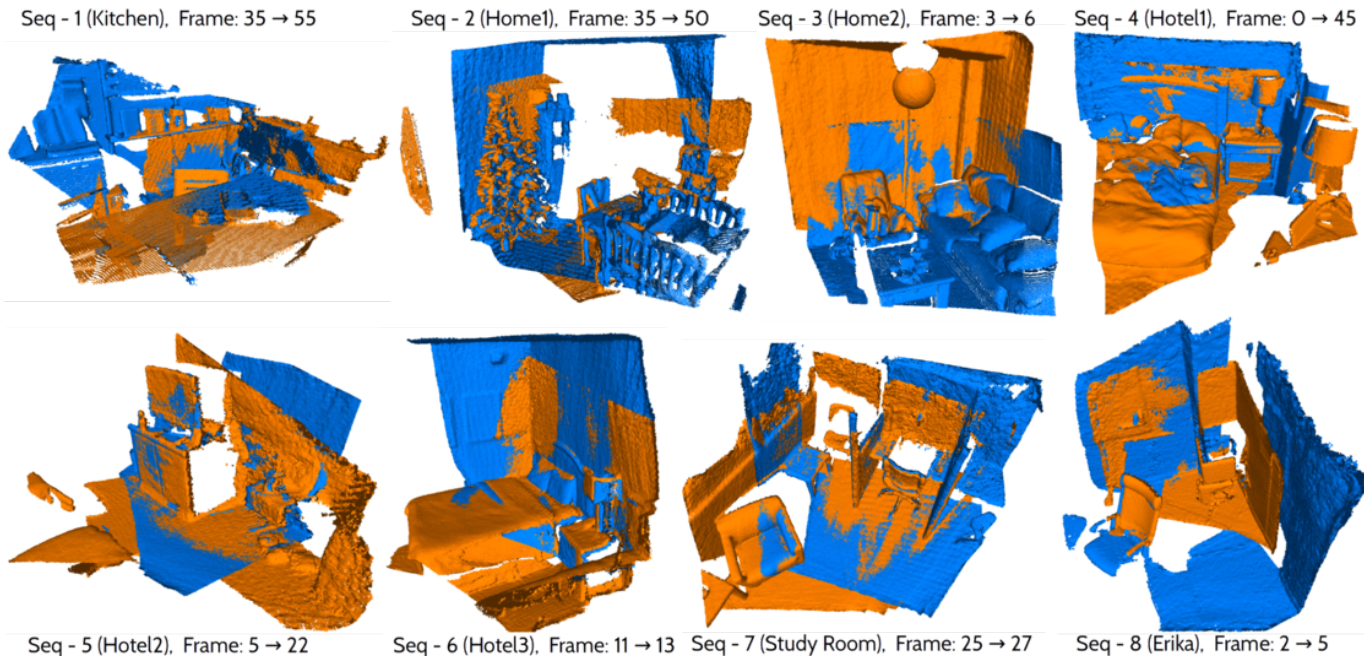 Seq - 1 (Kitchen),  Frame: 35 → 55
Seq - 2 (Home1),  Frame: 35 → 50
Seq - 3 (Home2),  Frame: 3 → 6
Seq - 4 (Hotel1),  Frame: 0 → 45
Seq - 5 (Hotel2),  Frame: 5 → 22
Seq - 6 (Hotel3),  Frame: 11 → 13
Seq - 7 (Study Room),  Frame: 25 → 27
Seq - 8 (Erika),  Frame: 2 → 5